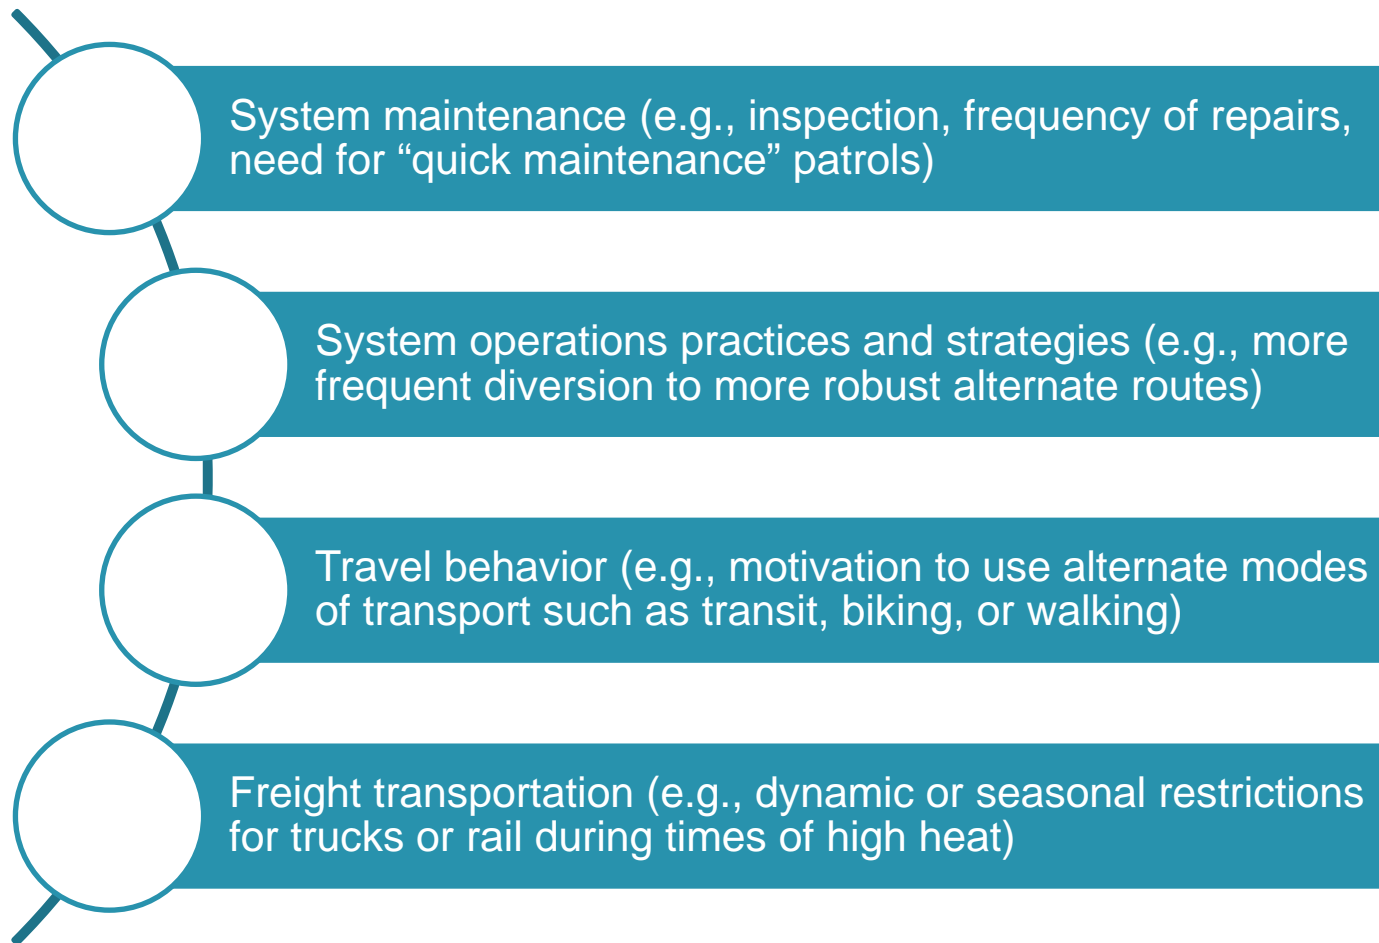 System maintenance (e.g., inspection, frequency of repairs,
need for “quick maintenance” patrols)
System operations practices and strategies (e.g., more
frequent diversion to more robust alternate routes)
Travel behavior (e.g., motivation to use alternate modes
of transport such as transit, biking, or walking)
Freight transportation (e.g., dynamic or seasonal restrictions
for trucks or rail during times of high heat)